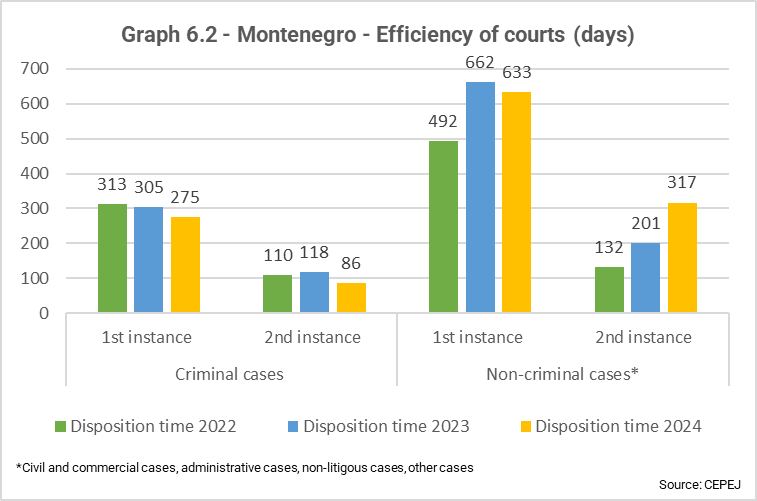 Graph 6.2 - Montenegro - Efficiency of courts (days)
700
600
500
400
300
200
100
0
313
305
275
110
118
86
492
662
633
132
201
317
1st instance
2nd instance
1st instance
2nd instance
Criminal cases
Non-criminal cases*
Disposition time 2022
Disposition time 2023
Disposition time 2024
*Civil and commercial cases, administrative cases, non-litigous cases, other cases
Source: CEPEJ